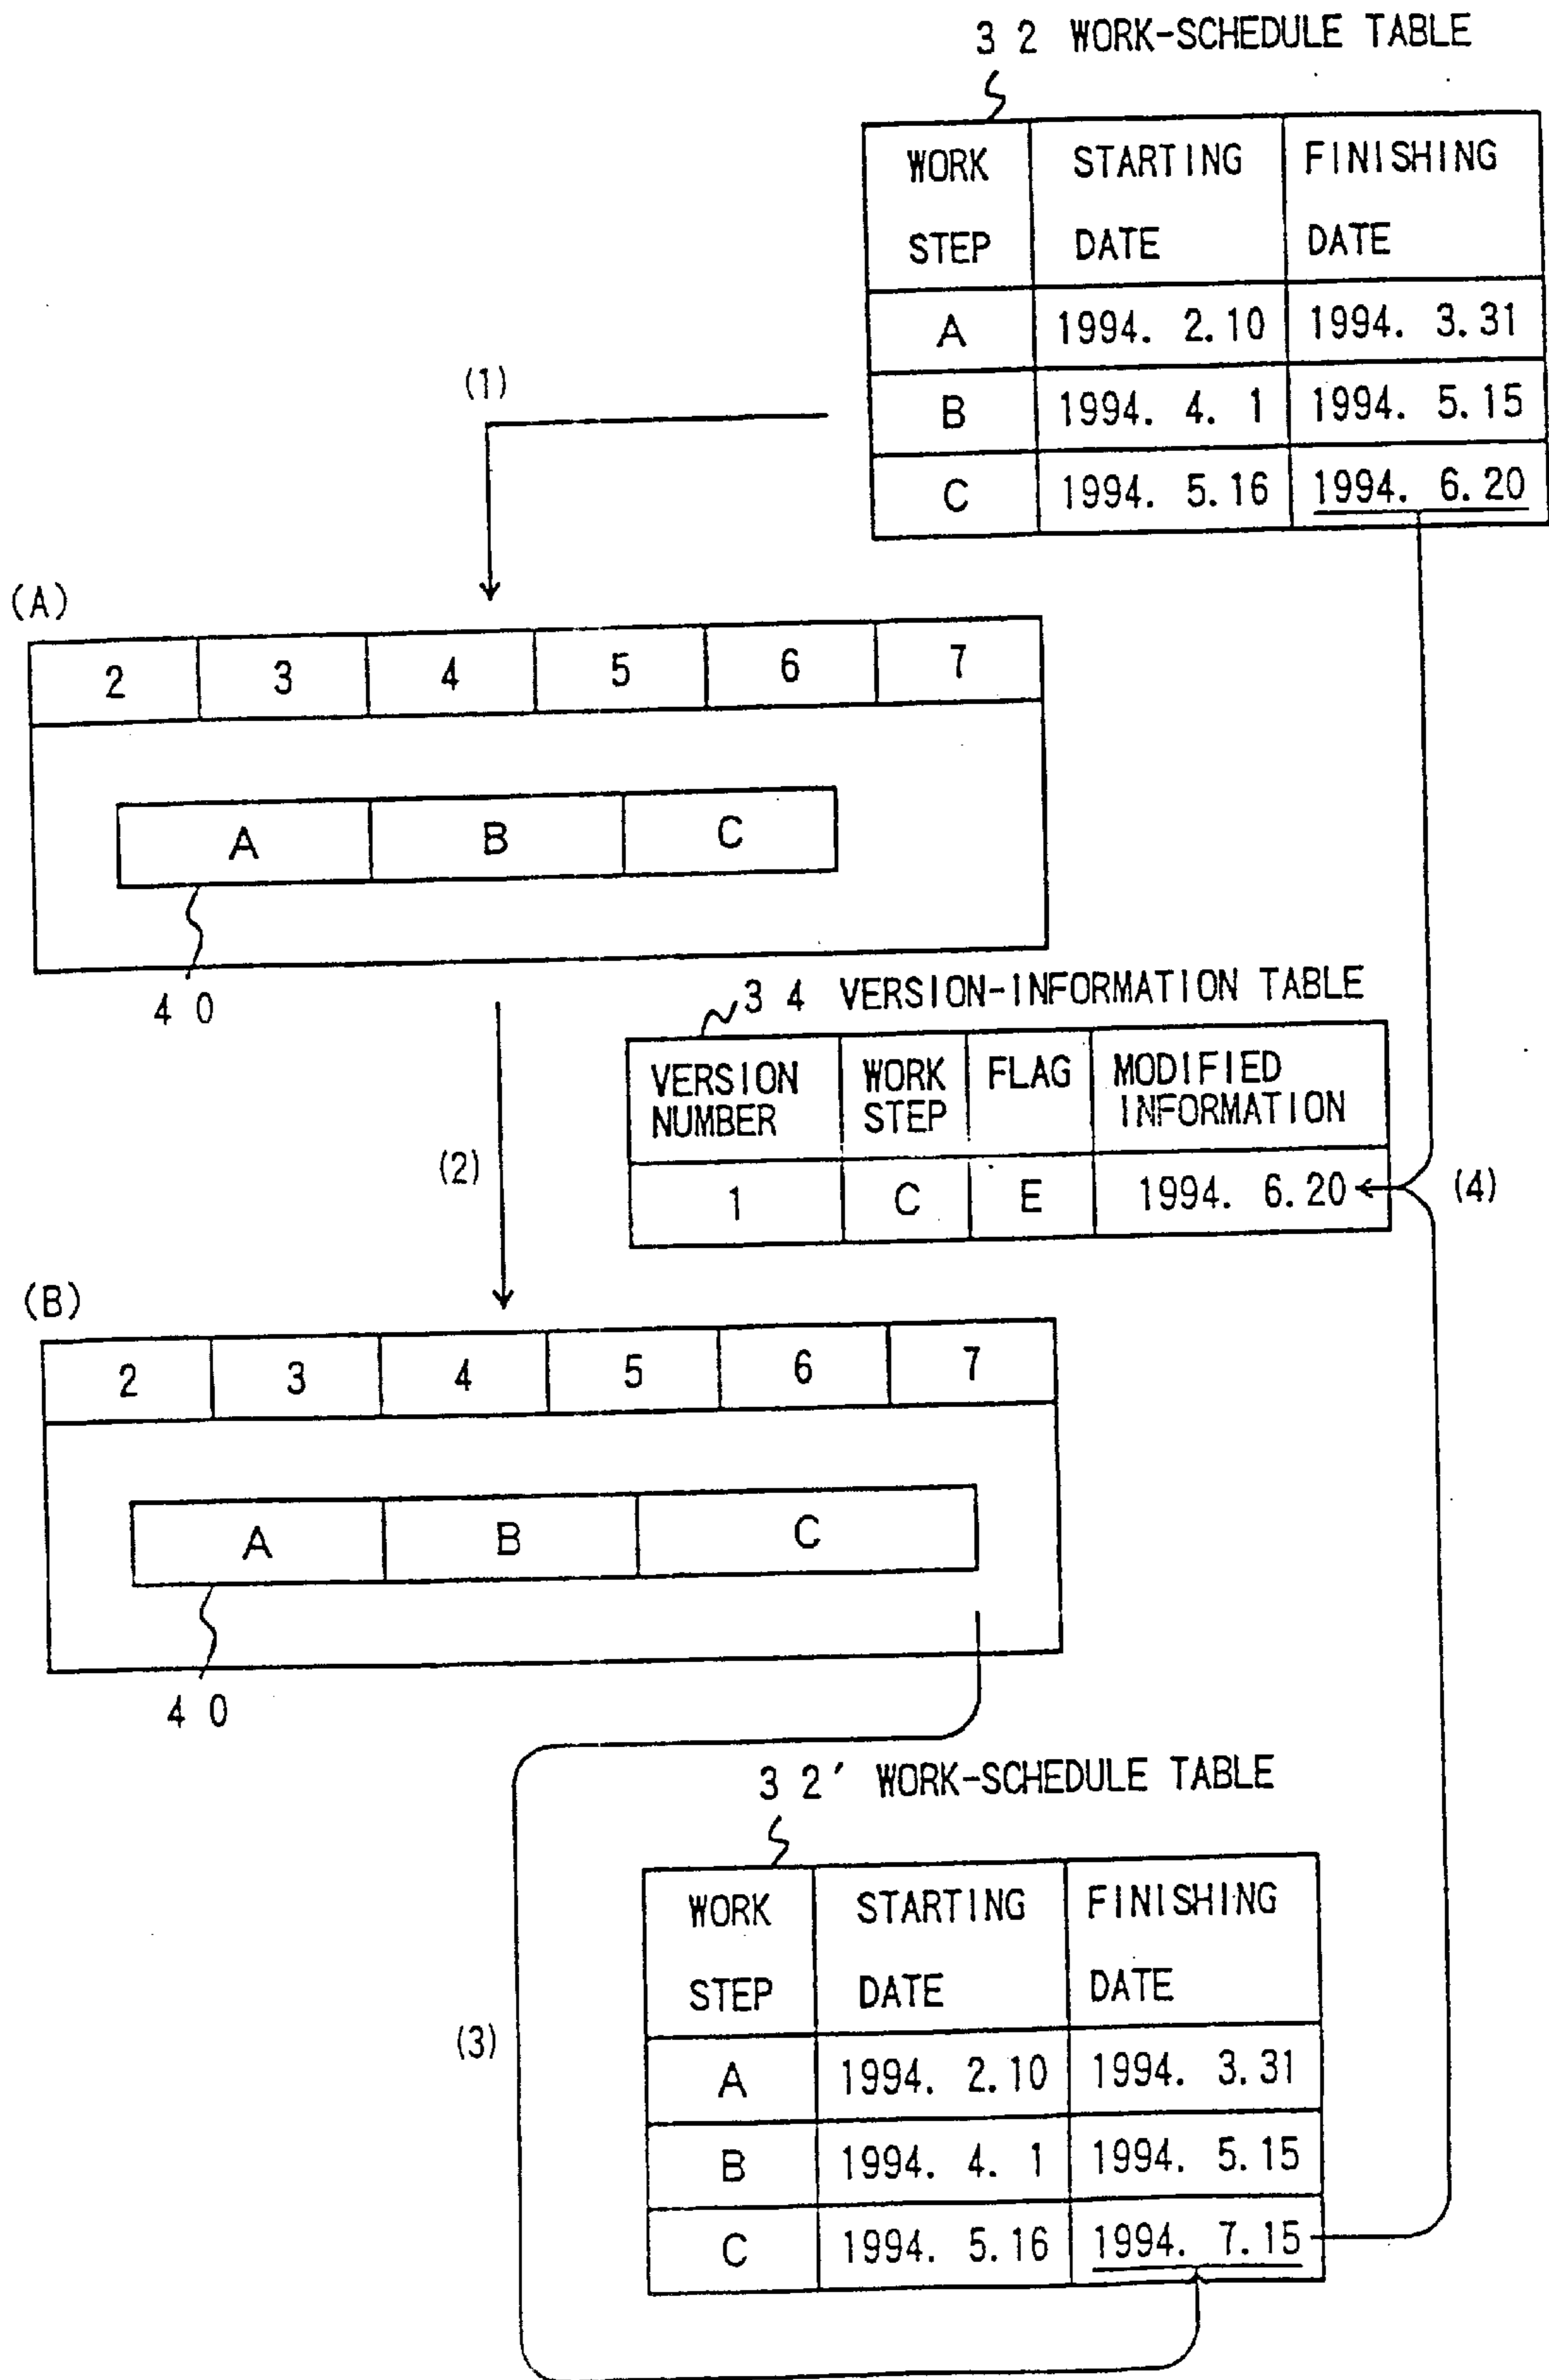 3 2 WORK-SCHEDULE TABLE
WORK STEP STARTING DATE FINISHING DATE
A 1994. 2.10 1994. 3.31
B 1994. 4. 1 1994. 5.15
C 1994. 5.16 1994. 6.20
(1)
(A)
2 3 4 5 6 7
A B C
4 0
(2)
3 4 VERSION-INFORMATION TABLE
VERSION NUMBER WORK STEP FLAG MODIFIED INFORMATION
1 C E 1994. 6.20
(4)
(B)
2 3 4 5 6 7
A B C
4 0
(3)
3 2' WORK-SCHEDULE TABLE
WORK STEP STARTING DATE FINISHING DATE
A 1994. 2.10 1994. 3.31
B 1994. 4. 1 1994. 5.15
C 1994. 5.16 1994. 7.15